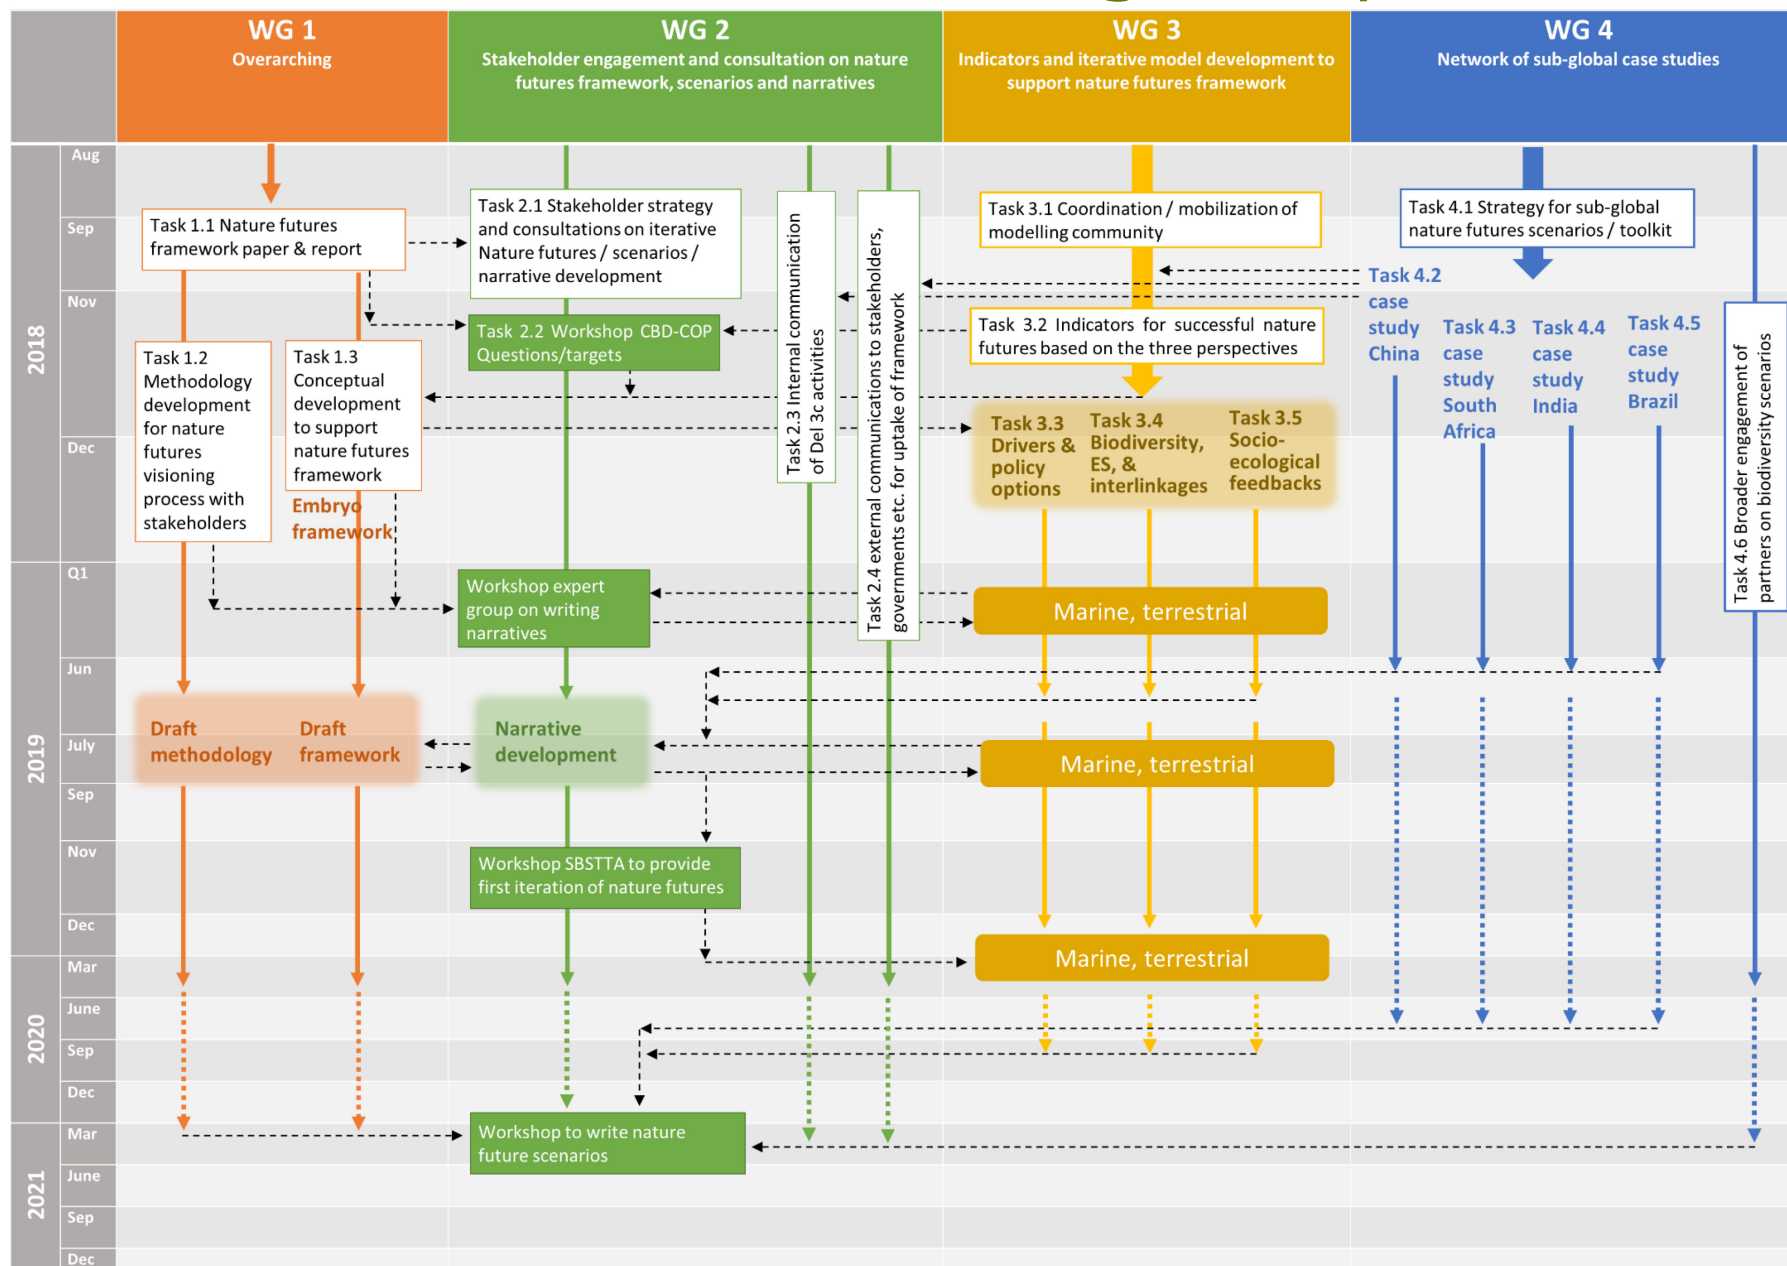 WG 1
Overarching
WG 2
Stakeholder engagement and consultation on nature
futures framework, scenarios and narratives
WG 3
Indicators and iterative model development to
support nature futures framework
WG 4
Network of sub-global case studies
2018
Aug
Sep
Nov
Dec
2019
Q1
Jun
July
Sep
Nov
Dec
2020
Mar
June
Sep
Dec
2021
Mar
June
Sep
Dec
Task 1.1 Nature futures
framework paper & report
Task 1.2
Methodology
development
for nature
futures
visioning
process with
stakeholders
Task 1.3
Conceptual
development
to support
nature futures
framework
Embryo
framework
Draft
methodology
Draft
framework
Task 2.1 Stakeholder strategy
and consultations on iterative
Nature futures / scenarios /
narrative development
Task 2.2 Workshop CBD-COP
Questions/targets
Workshop expert
group on writing
narratives
Narrative
development
Workshop SBSTTA to provide
first iteration of nature futures
Workshop to write nature
future scenarios
Task 2.3 Internal communication
of Del 3c activities
Task 2.4 external communications to stakeholders,
governments etc. for uptake of framework
Task 3.1 Coordination / mobilization of
modelling community
Task 3.2 Indicators for successful nature
futures based on the three perspectives
Task 3.3
Drivers &
policy
options
Task 3.4
Biodiversity,
ES, &
interlinkages
Task 3.5
Socio-
ecological
feedbacks
Marine, terrestrial
Marine, terrestrial
Marine, terrestrial
Task 4.1 Strategy for sub-global
nature futures scenarios / toolkit
Task 4.2
case
study
China
Task 4.3
case
study
South
Africa
Task 4.4
case
study
India
Task 4.5
case
study
Brazil
Task 4.6 Broader engagement of
partners on biodiversity scenarios